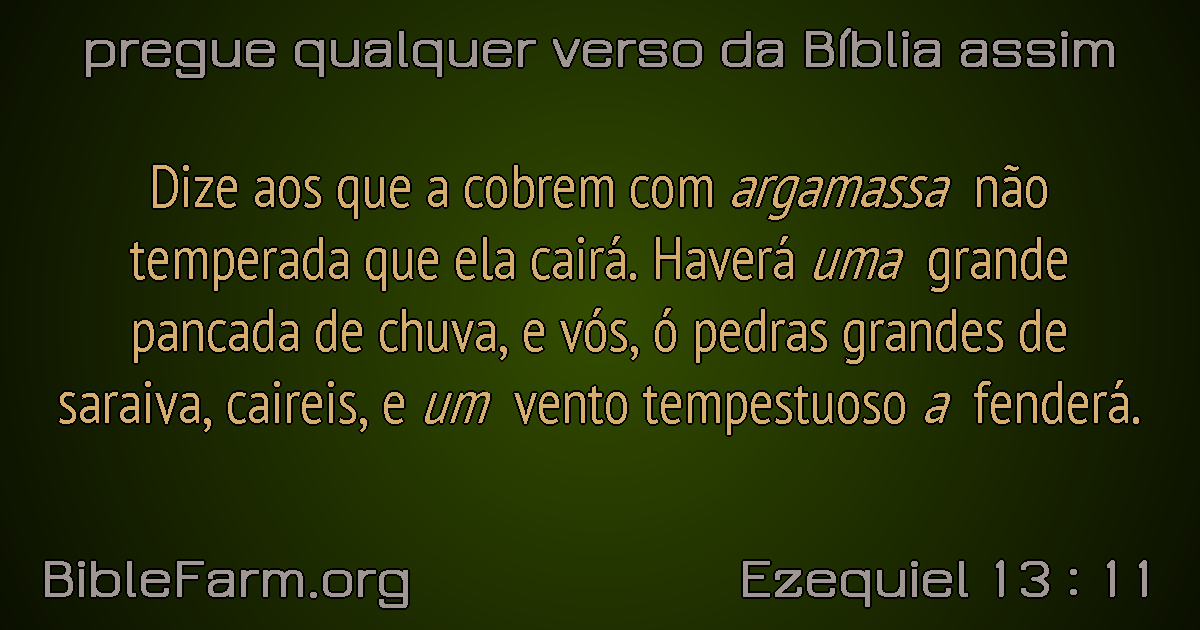 pregue qualquer verso da Bíblia assim
Dize aos que a cobrem com argamassa não
temperada que ela cairá. Haverá uma grande
pancada de chuva, e vós, ó pedras grandes de
saraiva, caireis, e um vento tempestuoso a fenderá.
BibleFarm.org
Ezequiel 13 : 11